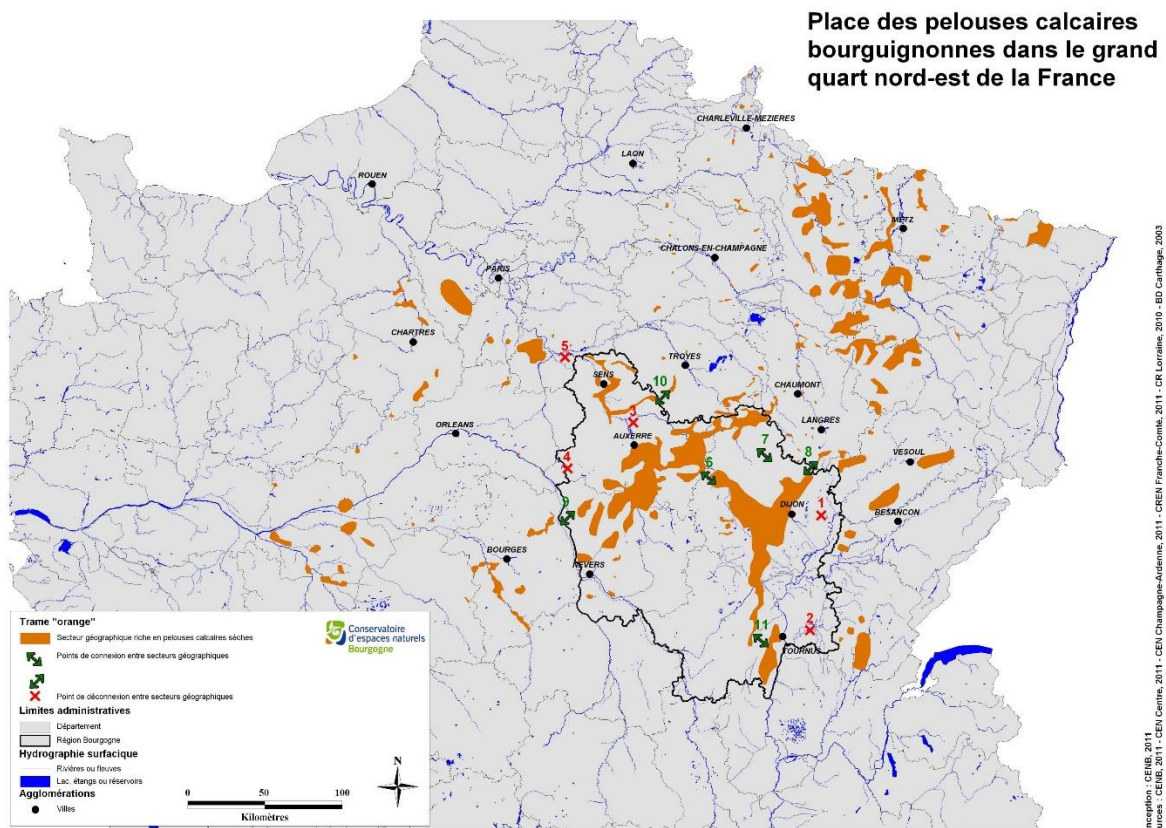 Place des pelouses calcaires
bourguignonnes dans le grand
quart nord-est de la France
CHARLEVILLE-MEZIERES
LAON
ROUEN
METZ
CHALONS-EN-CHAMPAGNE
PARIS
CHARTRES
5
TROYES
SENS
10
CHAUMONT
3
ORLEANS
AUXERRE
LANGRES
7
4
6
8
VESOUL
9
DIJON
1
BESANCON
BOURGES
NEVERS
2
11
TOURNUS
Trame "orange"
Secteur géographique riche en pelouses calcaires sèches
Points de connexion entre secteurs géographiques
Point de déconnexion entre secteurs géographiques
Limites administratives
Département
Région Bourgogne
Hydrographie surfacique
Rivières ou fleuves
Lac, étangs ou réservoirs
Agglomérations
Villes
Conservatoire
d'espaces naturels
Bourgogne
N
0 50 100
Kilomètres
nception : CENB, 2011
urces : CENB, 2011 - CEN Centre, 2011 - CEN Champagne-Ardenne, 2011 - CREN Franche-Comté, 2011 - CR Lorraine, 2010 - BD Carthage, 2003